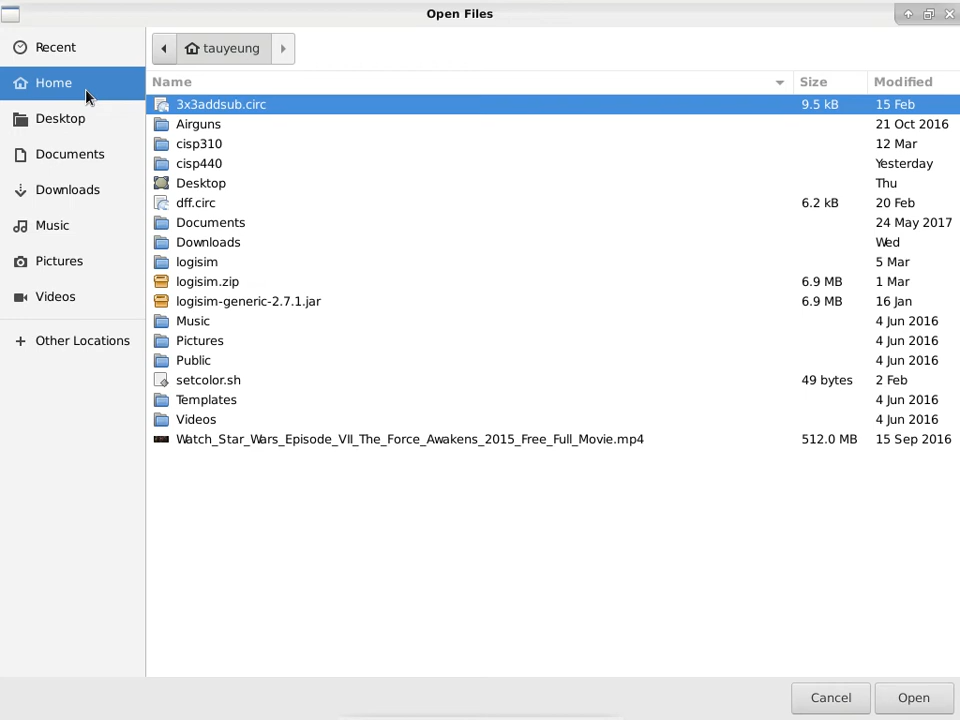 Open Files
Recent
Home
Desktop
Documents
Downloads
Music
Pictures
Videos
Other Locations
tauyeung
Name Size Modified
3x3addsub.circ 9.5 kB 15 Feb
Airguns 21 Oct 2016
cisp310 12 Mar
cisp440 Yesterday
Desktop Thu
dff.circ 6.2 kB 20 Feb
Documents 24 May 2017
Downloads Wed
logisim 5 Mar
logisim.zip 6.9 MB 1 Mar
logisim-generic-2.7.1.jar 6.9 MB 16 Jan
Music 4 Jun 2016
Pictures 4 Jun 2016
Public 4 Jun 2016
setcolor.sh 49 bytes 2 Feb
Templates 4 Jun 2016
Videos 4 Jun 2016
Watch_Star_Wars_Episode_VII_The_Force_Awakens_2015_Free_Full_Movie.mp4 512.0 MB 15 Sep 2016
Cancel Open